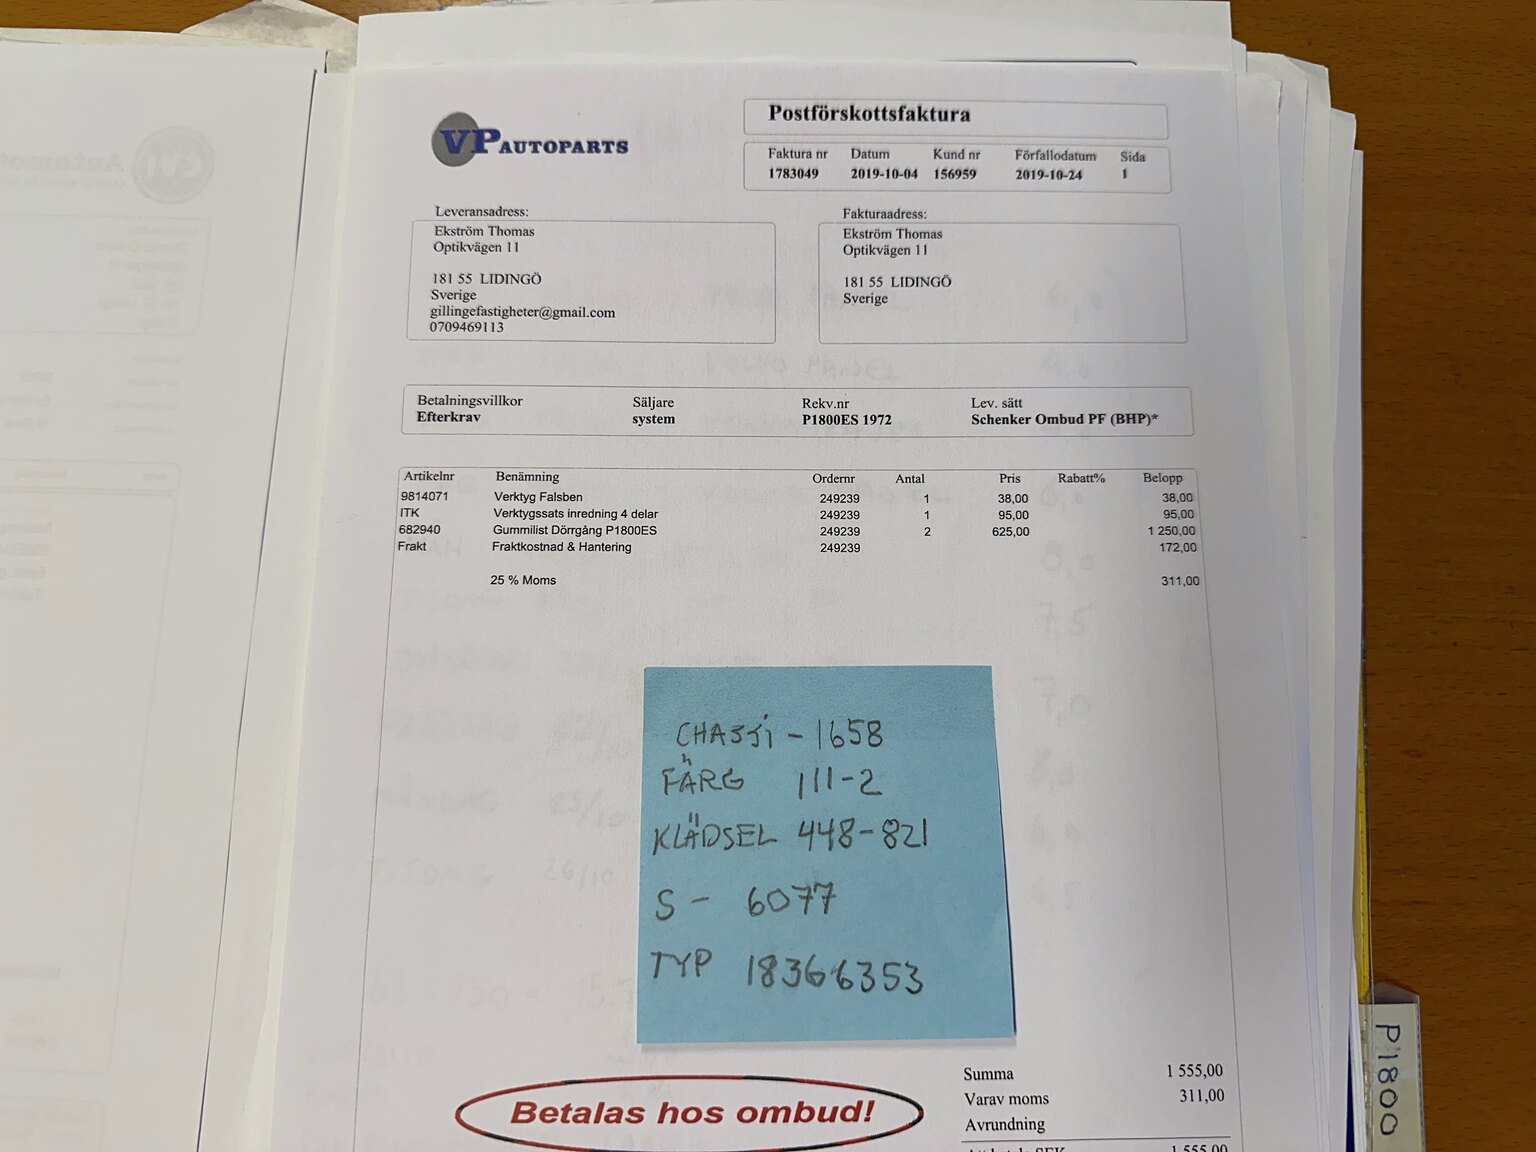 VP AUTOPARTS
Postförskottsfaktura
Faktura nr Datum Kund nr Förfallodatum Sida
1783049 2019-10-04 156959 2019-10-24 1
Leveransadress:
Ekström Thomas
Optikvägen 11
181 55 LIDINGÖ
Sverige
gillingefastigheter@gmail.com
0709469113
Fakturaadress:
Ekström Thomas
Optikvägen 11
181 55 LIDINGÖ
Sverige
Betalningsvillkor Säljare Rekv.nr Lev. sätt
Efterkrav system P1800ES 1972 Schenker Ombud PF (BHP)*
Artikelnr Benämning Ordernr Antal Pris Rabatt% Belopp
9814071 Verktyg Falsben 249239 1 38,00 38,00
ITK Verktygssats inredning 4 delar 249239 1 95,00 95,00
682940 Gummilist Dörrgång P1800ES 249239 2 625,00 1 250,00
Frakt Fraktkostnad & Hantering 249239 172,00
25 % Moms 311,00
CHASSI - 1658
FÄRG 111-2
KLÄDSEL 448-821
S - 6077
TYP 18366353
Betalas hos ombud!
Summa 1 555,00
Varav moms 311,00
Avrundning
1 555,00
P1800